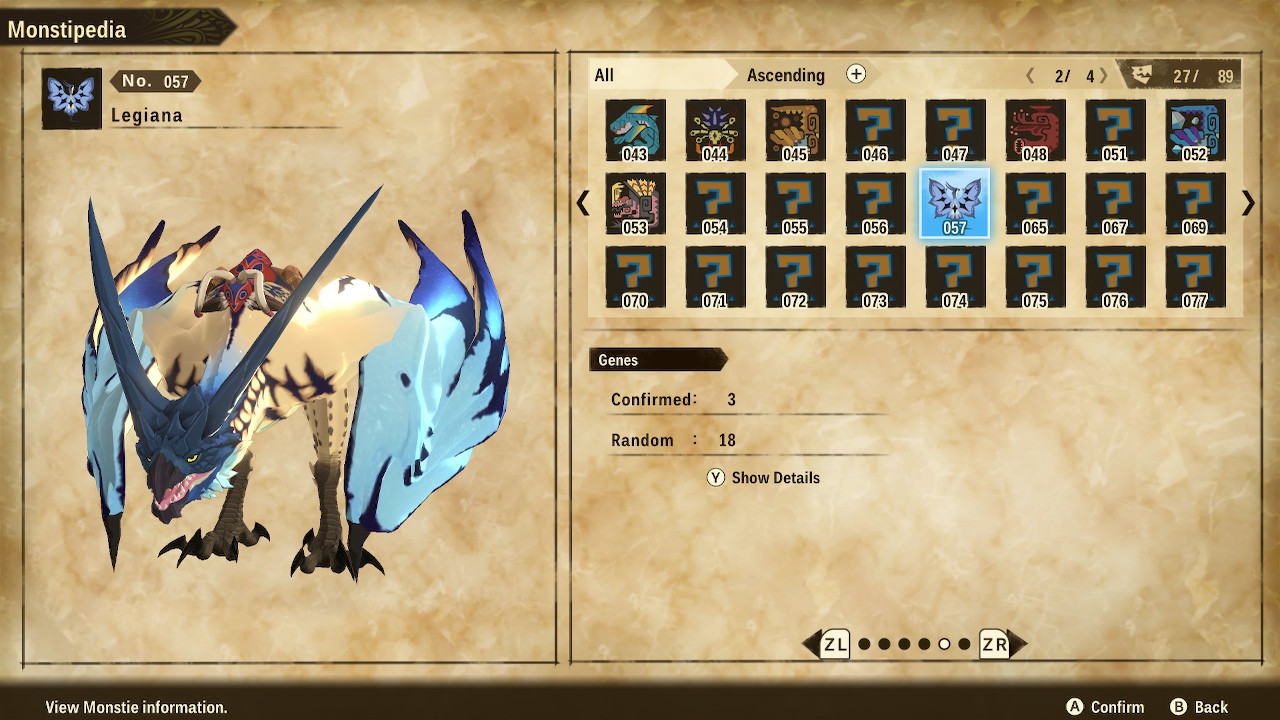 Monstipedia
No. 057
Legiana
All
Ascending
2/ 4
27/ 89
043 044 045 046 047 048 051 052
053 054 055 056 057 065 067 069
070 071 072 073 074 075 076 077
Genes
Confirmed: 3
Random : 18
Y Show Details
ZL ZR
View Monstie information.
A Confirm B Back